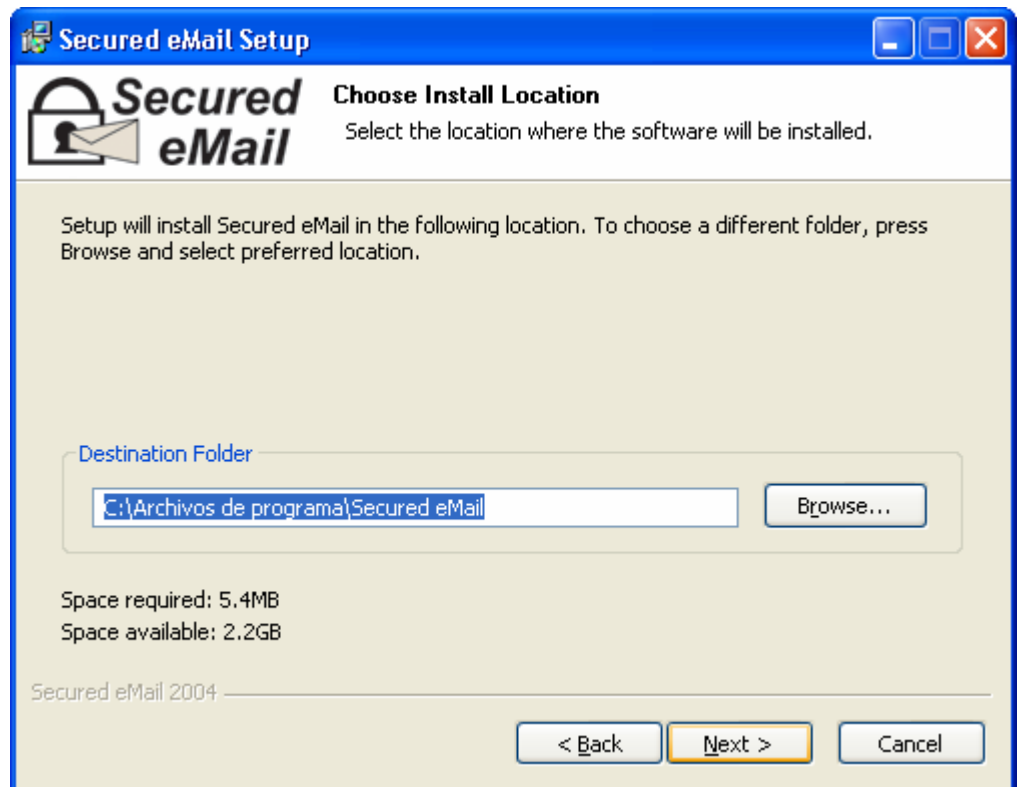 Secured eMail Setup
Secured
eMail
Choose Install Location
Select the location where the software will be installed.
Setup will install Secured eMail in the following location. To choose a different folder, press
Browse and select preferred location.
Destination Folder
C:\Archivos de programa\Secured eMail
Browse...
Space required: 5.4MB
Space available: 2.2GB
Secured eMail 2004
< Back
Next >
Cancel